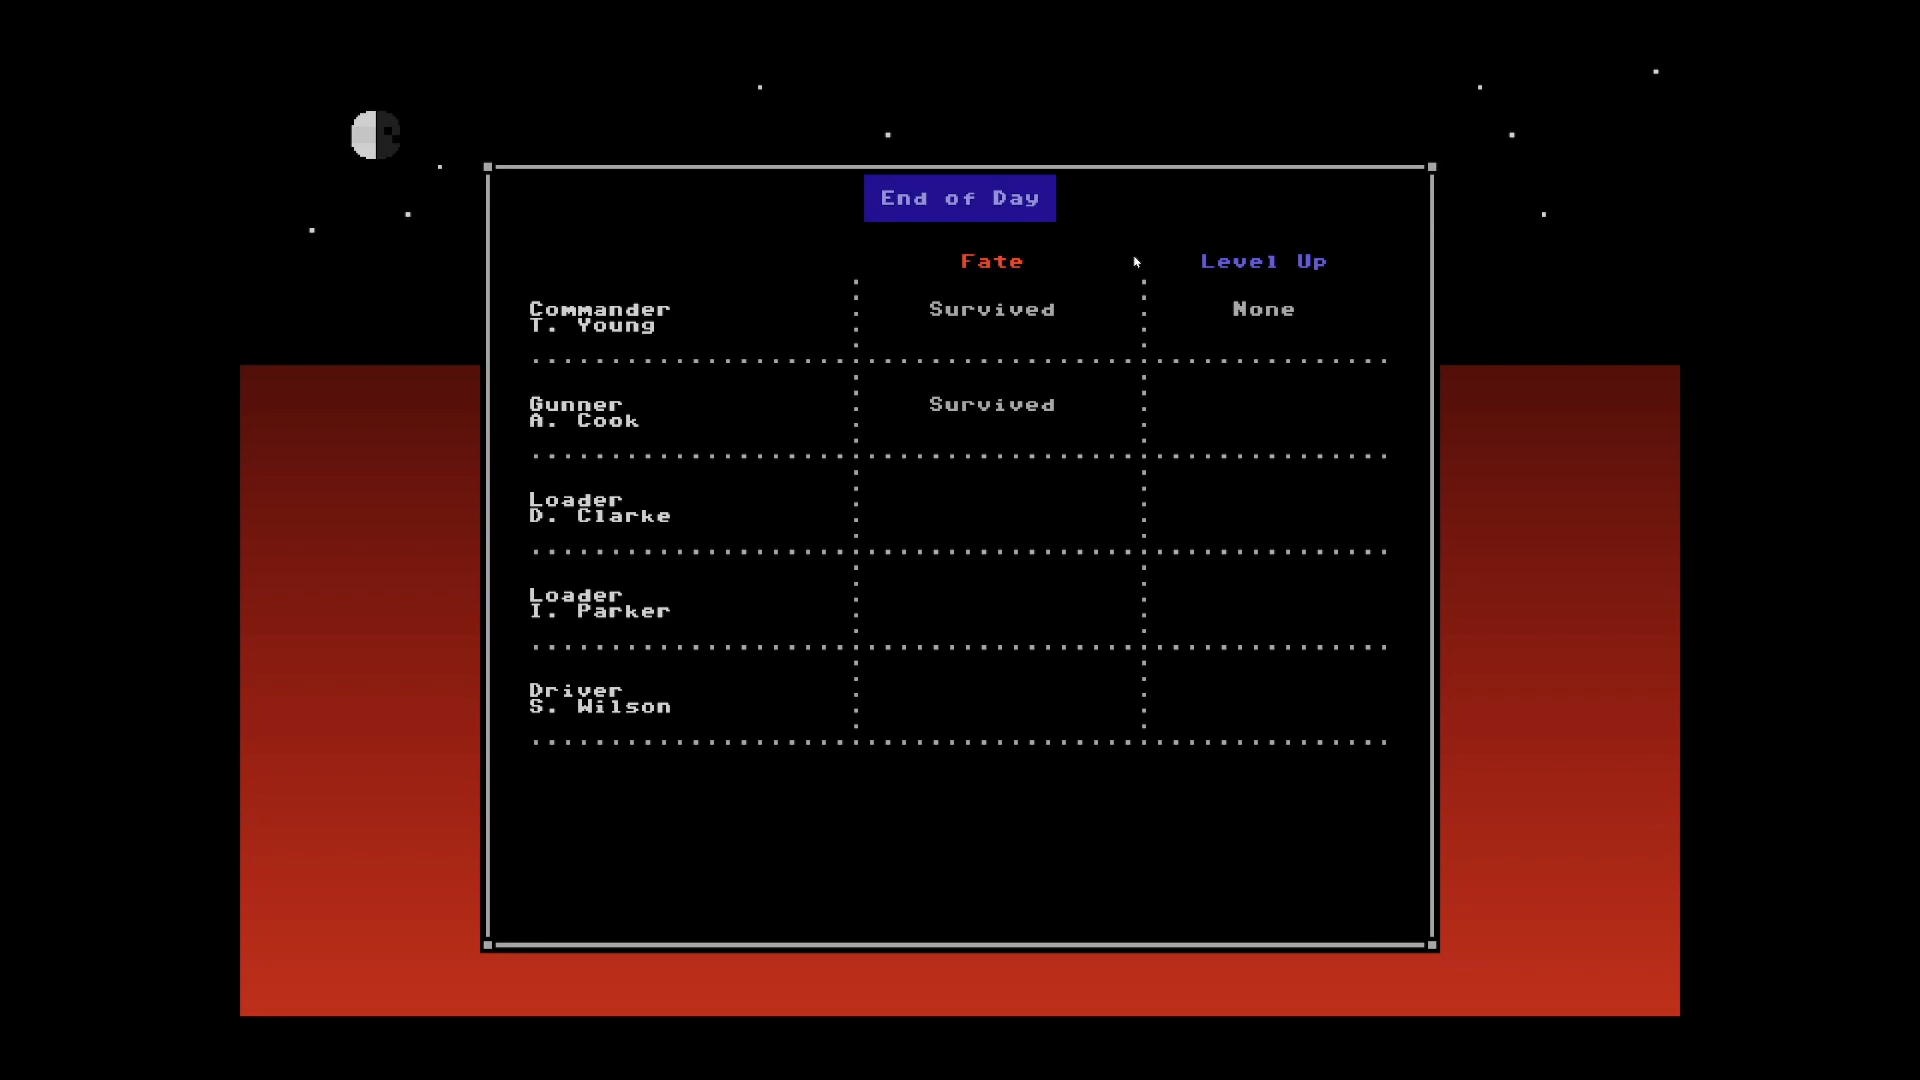 End of Day
Fate Level Up
Commander Survived None
T. Young
Gunner Survived
A. Cook
Loader
D. Clarke
Loader
I. Parker
Driver
S. Wilson